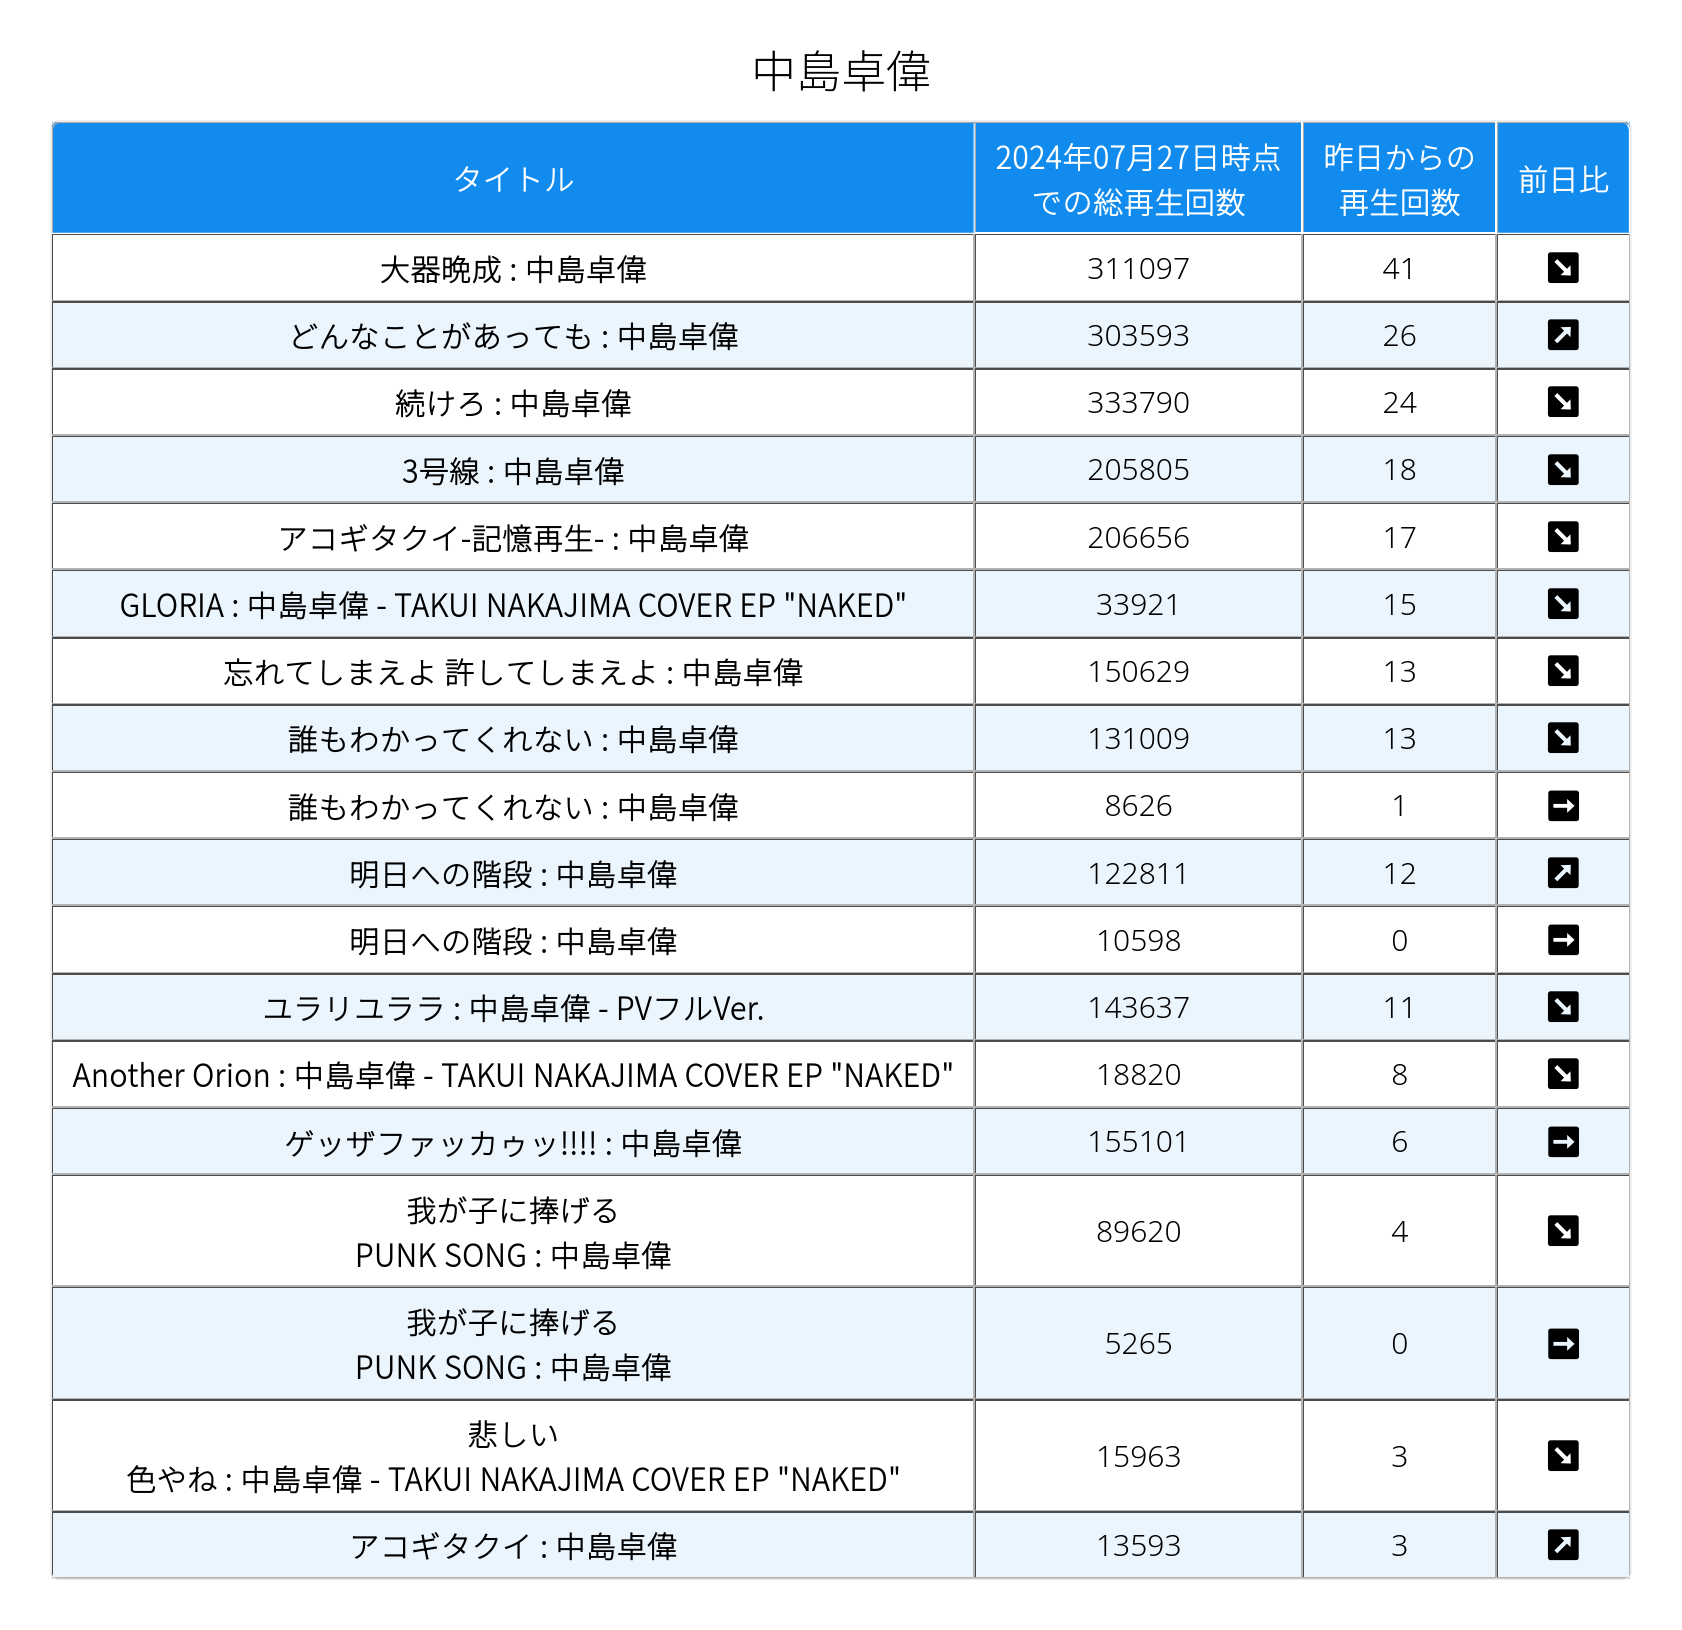 中島卓偉
タイトル 2024年07月27日時点での総再生回数 昨日からの再生回数 前日比
大器晩成 : 中島卓偉 311097 41 ↘
どんなことがあっても : 中島卓偉 303593 26 ↗
続けろ : 中島卓偉 333790 24 ↘
3号線 : 中島卓偉 205805 18 ↘
アコギタクイ-記憶再生- : 中島卓偉 206656 17 ↘
GLORIA : 中島卓偉 - TAKUI NAKAJIMA COVER EP "NAKED" 33921 15 ↘
忘れてしまえよ 許してしまえよ : 中島卓偉 150629 13 ↘
誰もわかってくれない : 中島卓偉 131009 13 ↘
誰もわかってくれない : 中島卓偉 8626 1 →
明日への階段 : 中島卓偉 122811 12 ↗
明日への階段 : 中島卓偉 10598 0 →
ユラリユララ : 中島卓偉 - PVフルVer. 143637 11 ↘
Another Orion : 中島卓偉 - TAKUI NAKAJIMA COVER EP "NAKED" 18820 8 ↘
ゲッザファッカゥッ!!!! : 中島卓偉 155101 6 →
我が子に捧げる
PUNK SONG : 中島卓偉 89620 4 ↘
我が子に捧げる
PUNK SONG : 中島卓偉 5265 0 →
悲しい
色やね : 中島卓偉 - TAKUI NAKAJIMA COVER EP "NAKED" 15963 3 ↘
アコギタクイ : 中島卓偉 13593 3 ↗